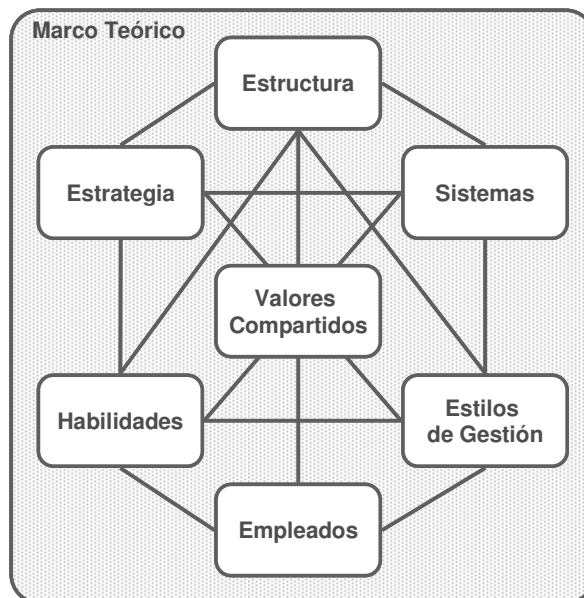 Marco Teórico
Estructura
Estrategia
Sistemas
Valores
Compartidos
Habilidades
Estilos
de Gestión
Empleados